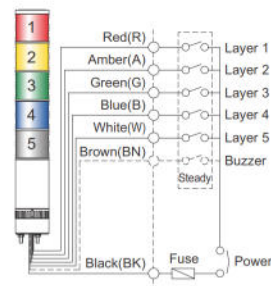 1
2
3
4
5
Red(R)
Amber(A)
Green(G)
Blue(B)
White(W)
Brown(BN)
Black(BK)
Steady
Fuse
Layer 1
Layer 2
Layer 3
Layer 4
Layer 5
Buzzer
Power